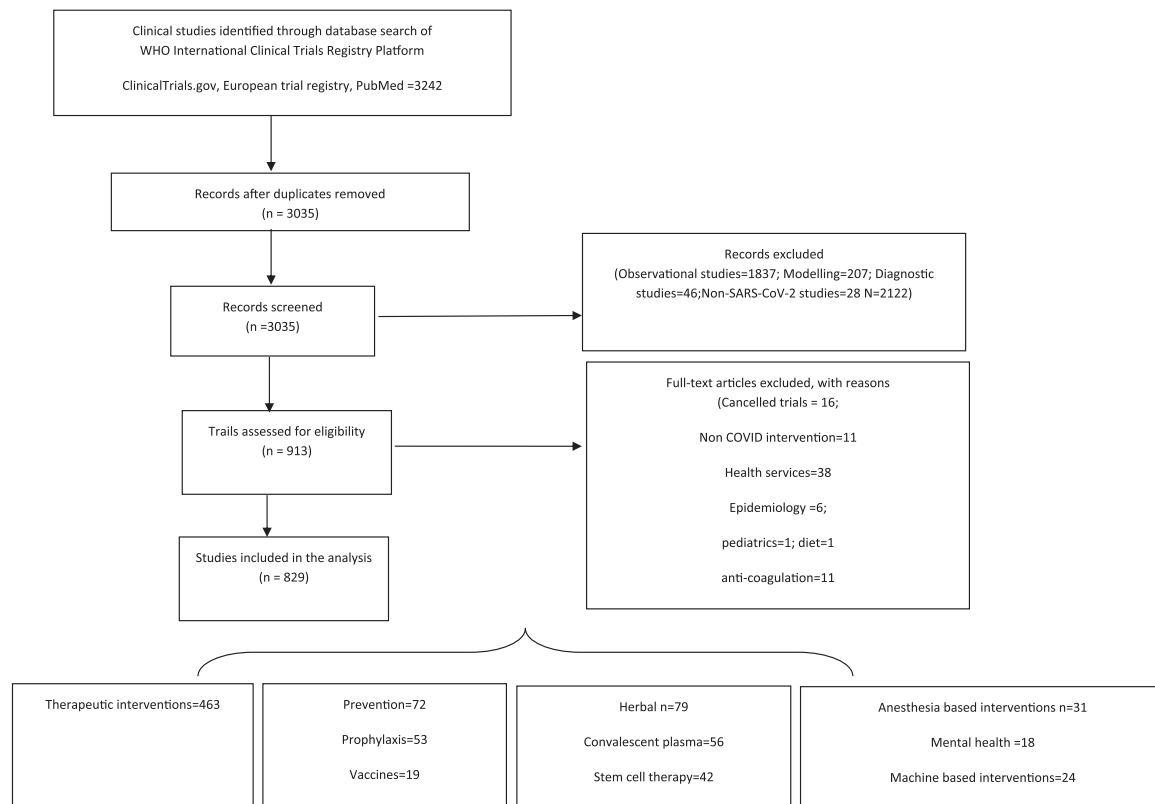 Clinical studies identified through database search of
WHO International Clinical Trials Registry Platform
ClinicalTrials.gov, European trial registry, PubMed =3242
Records after duplicates removed
(n = 3035)
Records screened
(n =3035)
Records excluded
(Observational studies=1837; Modelling=207; Diagnostic
studies=46;Non-SARS-CoV-2 studies=28 N=2122)
Trails assessed for eligibility
(n = 913)
Full-text articles excluded, with reasons
(Cancelled trials = 16;
Non COVID intervention=11
Health services=38
Epidemiology =6;
pediatrics=1; diet=1
anti-coagulation=11
Studies included in the analysis
(n = 829)
Therapeutic interventions=463
Prevention=72
Prophylaxis=53
Vaccines=19
Herbal n=79
Convalescent plasma=56
Stem cell therapy=42
Anesthesia based interventions n=31
Mental health =18
Machine based interventions=24